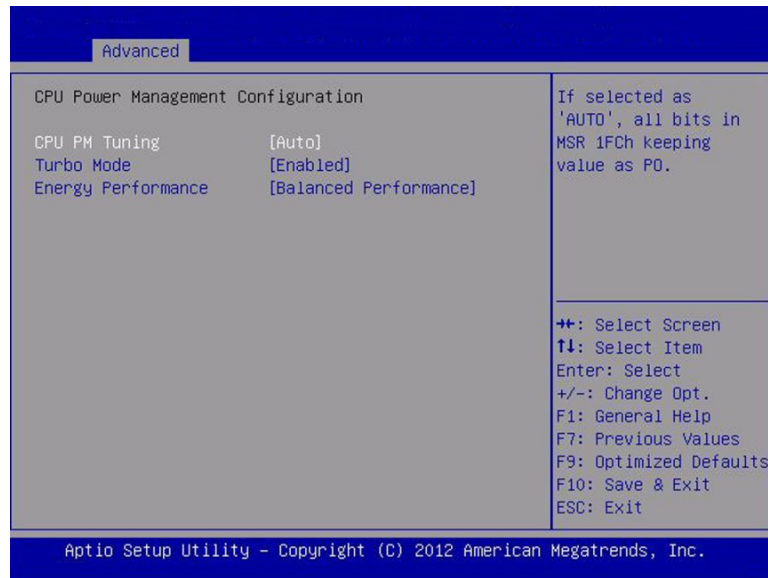 Advanced
CPU Power Management Configuration
CPU PM Tuning [Auto]
Turbo Mode [Enabled]
Energy Performance [Balanced Performance]
If selected as
'AUTO', all bits in
MSR 1FCh keeping
value as PO.
→←: Select Screen
↑↓: Select Item
Enter: Select
+/-: Change Opt.
F1: General Help
F7: Previous Values
F9: Optimized Defaults
F10: Save & Exit
ESC: Exit
Aptio Setup Utility – Copyright (C) 2012 American Megatrends, Inc.